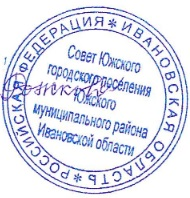 РОССИЙСКАЯ ФЕДЕРАЦИЯ * ИВАНОВСКАЯ ОБЛАСТЬ *
Совет Южского
городского поселения
Южского
муниципального района
Ивановской области